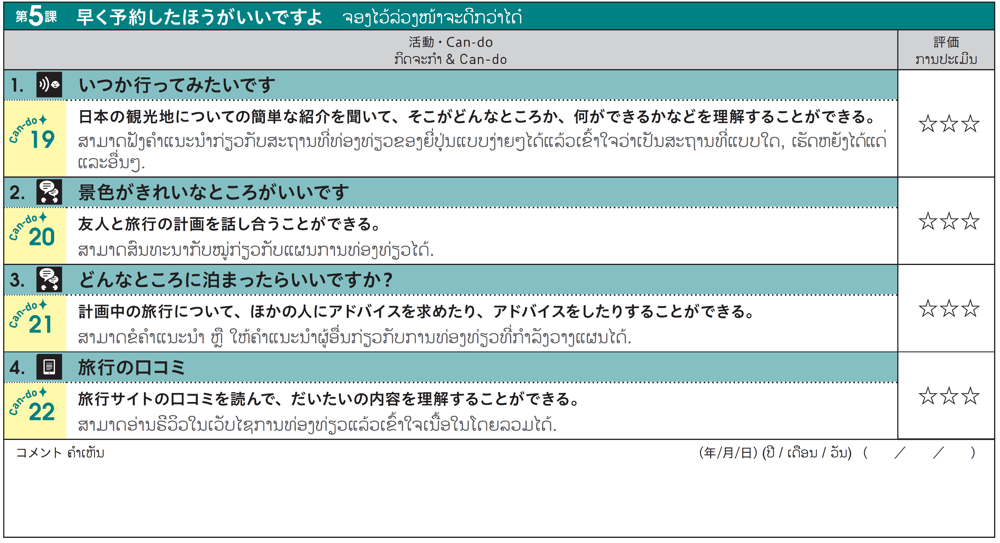 第5課 早く予約したほうがいいですよ ຈອງໄວ້ລ່ວງໜ້າຈະດີກວ່າໄດ໋
活動・Can-do
ກິດຈະກຳ & Can-do
評価
ການປະເມີນ
1. いつか行ってみたいです
Can-do 19
日本の観光地についての簡単な紹介を聞いて、そこがどんなところか、何ができるかなどを理解することができる。
ສາມາດຟັງຄຳແນະນຳກ່ຽວກັບສະຖານທີ່ທ່ອງທ່ຽວຂອງຍີ່ປຸ່ນແບບງ່າຍໆໄດ້ແລ້ວເຂົ້າໃຈວ່າເປັນສະຖານທີ່ແບບໃດ, ເຮັດຫຍັງໄດ້ແດ່
ແລະອື່ນໆ.
☆☆☆
2. 景色がきれいなところがいいです
Can-do 20
友人と旅行の計画を話し合うことができる。
ສາມາດສົນທະນາກັບໝູ່ກ່ຽວກັບແຜນການທ່ອງທ່ຽວໄດ້.
☆☆☆
3. どんなところに泊まったらいいですか？
Can-do 21
計画中の旅行について、ほかの人にアドバイスを求めたり、アドバイスをしたりすることができる。
ສາມາດຂໍຄຳແນະນຳ ຫຼື ໃຫ້ຄຳແນະນຳຜູ້ອື່ນກ່ຽວກັບການທ່ອງທ່ຽວທີ່ກຳລັງວາງແຜນໄດ້.
☆☆☆
4. 旅行の口コミ
Can-do 22
旅行サイトの口コミを読んで、だいたいの内容を理解することができる。
ສາມາດອ່ານຣີວິວໃນເວັບໄຊການທ່ອງທ່ຽວແລ້ວເຂົ້າໃຈເນື້ອໃນໂດຍລວມໄດ້.
☆☆☆
コメント ຄຳເຫັນ
（年/月/日） (ປີ / ເດືອນ / ວັນ) （ ／ ／ ）